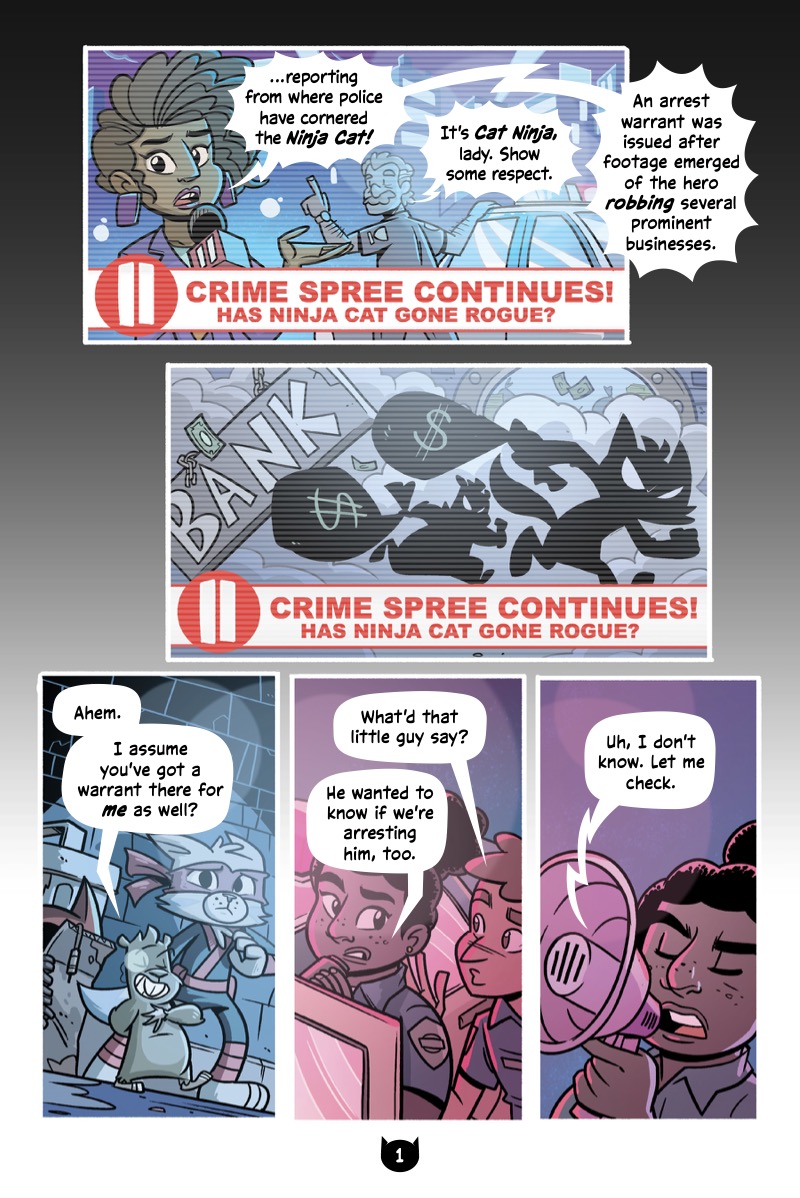 ...reporting
from where police
have cornered
the Ninja Cat!
It's Cat Ninja,
lady. Show
some respect.
An arrest
warrant was
issued after
footage emerged
of the hero
robbing several
prominent
businesses.
11
CRIME SPREE CONTINUES!
HAS NINJA CAT GONE ROGUE?
BANK
$
$
11
CRIME SPREE CONTINUES!
HAS NINJA CAT GONE ROGUE?
Ahem.
I assume
you've got a
warrant there for
me as well?
What'd that
little guy say?
He wanted to
know if we're
arresting
him, too.
Uh, I don't
know. Let me
check.
1